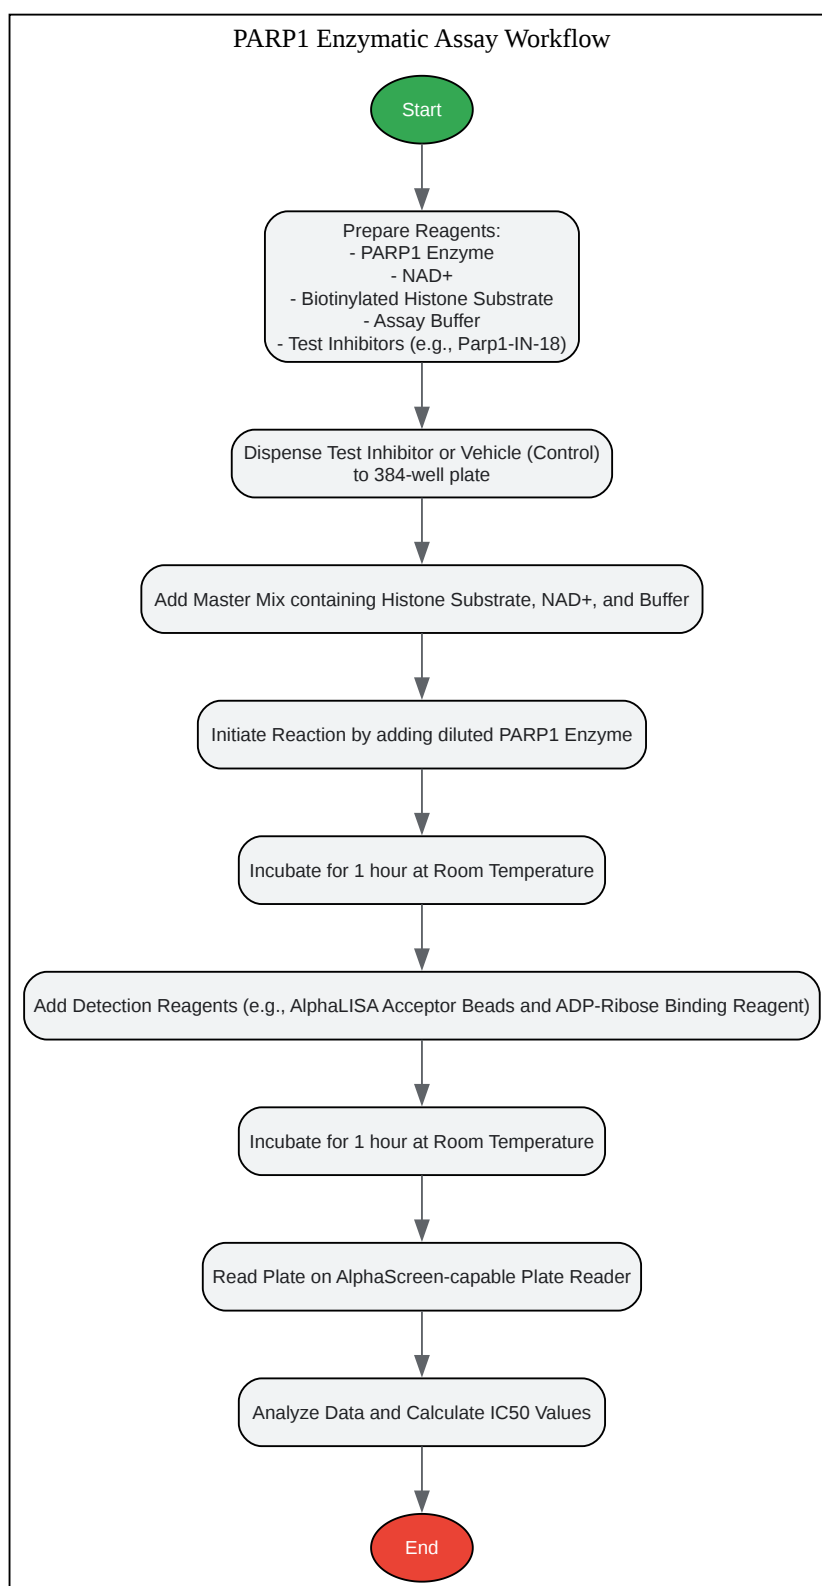 PARP1 Enzymatic Assay Workflow
Start
Prepare Reagents:
- PARP1 Enzyme
- NAD+
- Biotinylated Histone Substrate
- Assay Buffer
- Test Inhibitors (e.g., Parp1-IN-18)
Dispense Test Inhibitor or Vehicle (Control)
to 384-well plate
Add Master Mix containing Histone Substrate, NAD+, and Buffer
Initiate Reaction by adding diluted PARP1 Enzyme
Incubate for 1 hour at Room Temperature
Add Detection Reagents (e.g., AlphaLISA Acceptor Beads and ADP-Ribose Binding Reagent)
Incubate for 1 hour at Room Temperature
Read Plate on AlphaScreen-capable Plate Reader
Analyze Data and Calculate IC50 Values
End